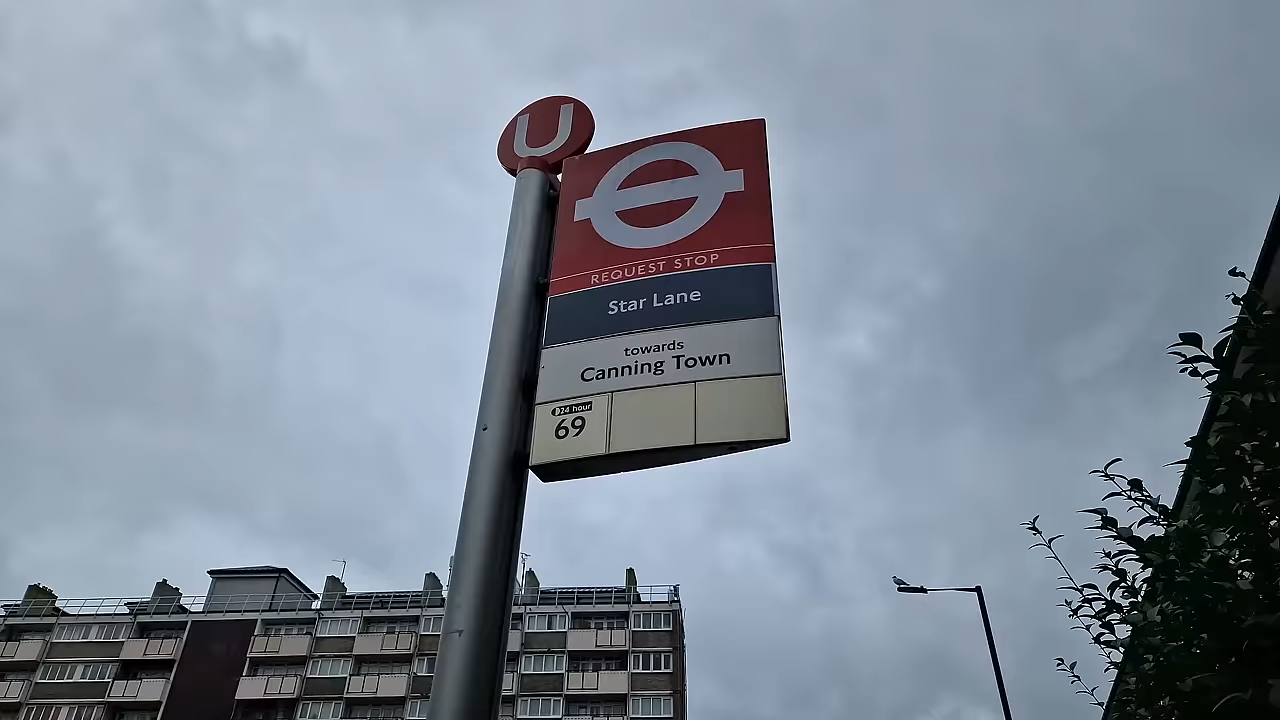 U
REQUEST STOP
Star Lane
towards
Canning Town
24 hour
69